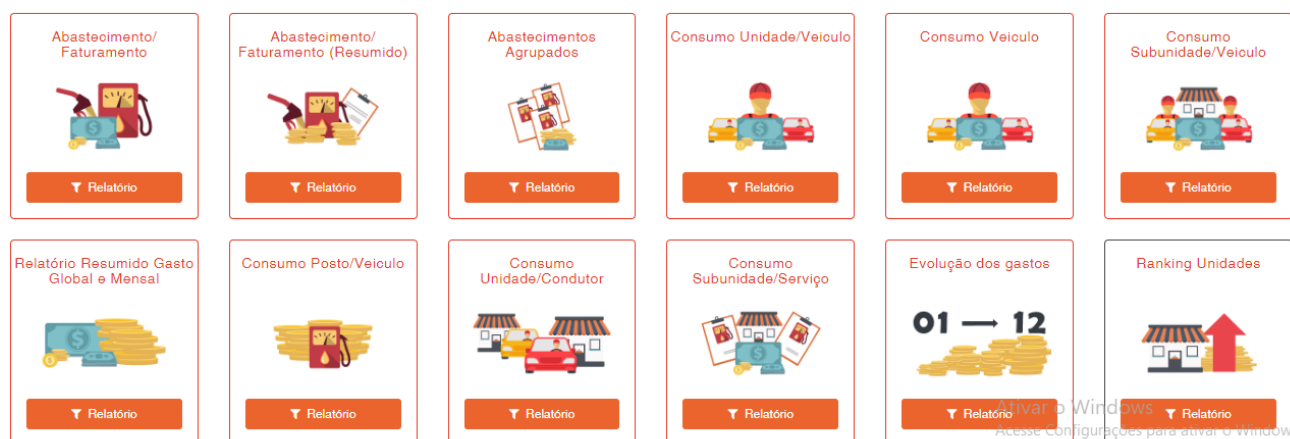 Abastecimento/
Faturamento
Relatório
Abastecimento/
Faturamento (Resumido)
Relatório
Abastecimentos
Agrupados
Relatório
Consumo Unidade/Veiculo
Relatório
Consumo Veiculo
Relatório
Consumo
Subunidade/Veiculo
Relatório
Relatório Resumido Gasto
Global e Mensal
Relatório
Consumo Posto/Veiculo
Relatório
Consumo
Unidade/Condutor
Relatório
Consumo
Subunidade/Serviço
Relatório
Evolução dos gastos
01 → 12
Relatório
Ranking Unidades
Relatório
Ativar o Windows
Acesse Configurações para ativar o Window